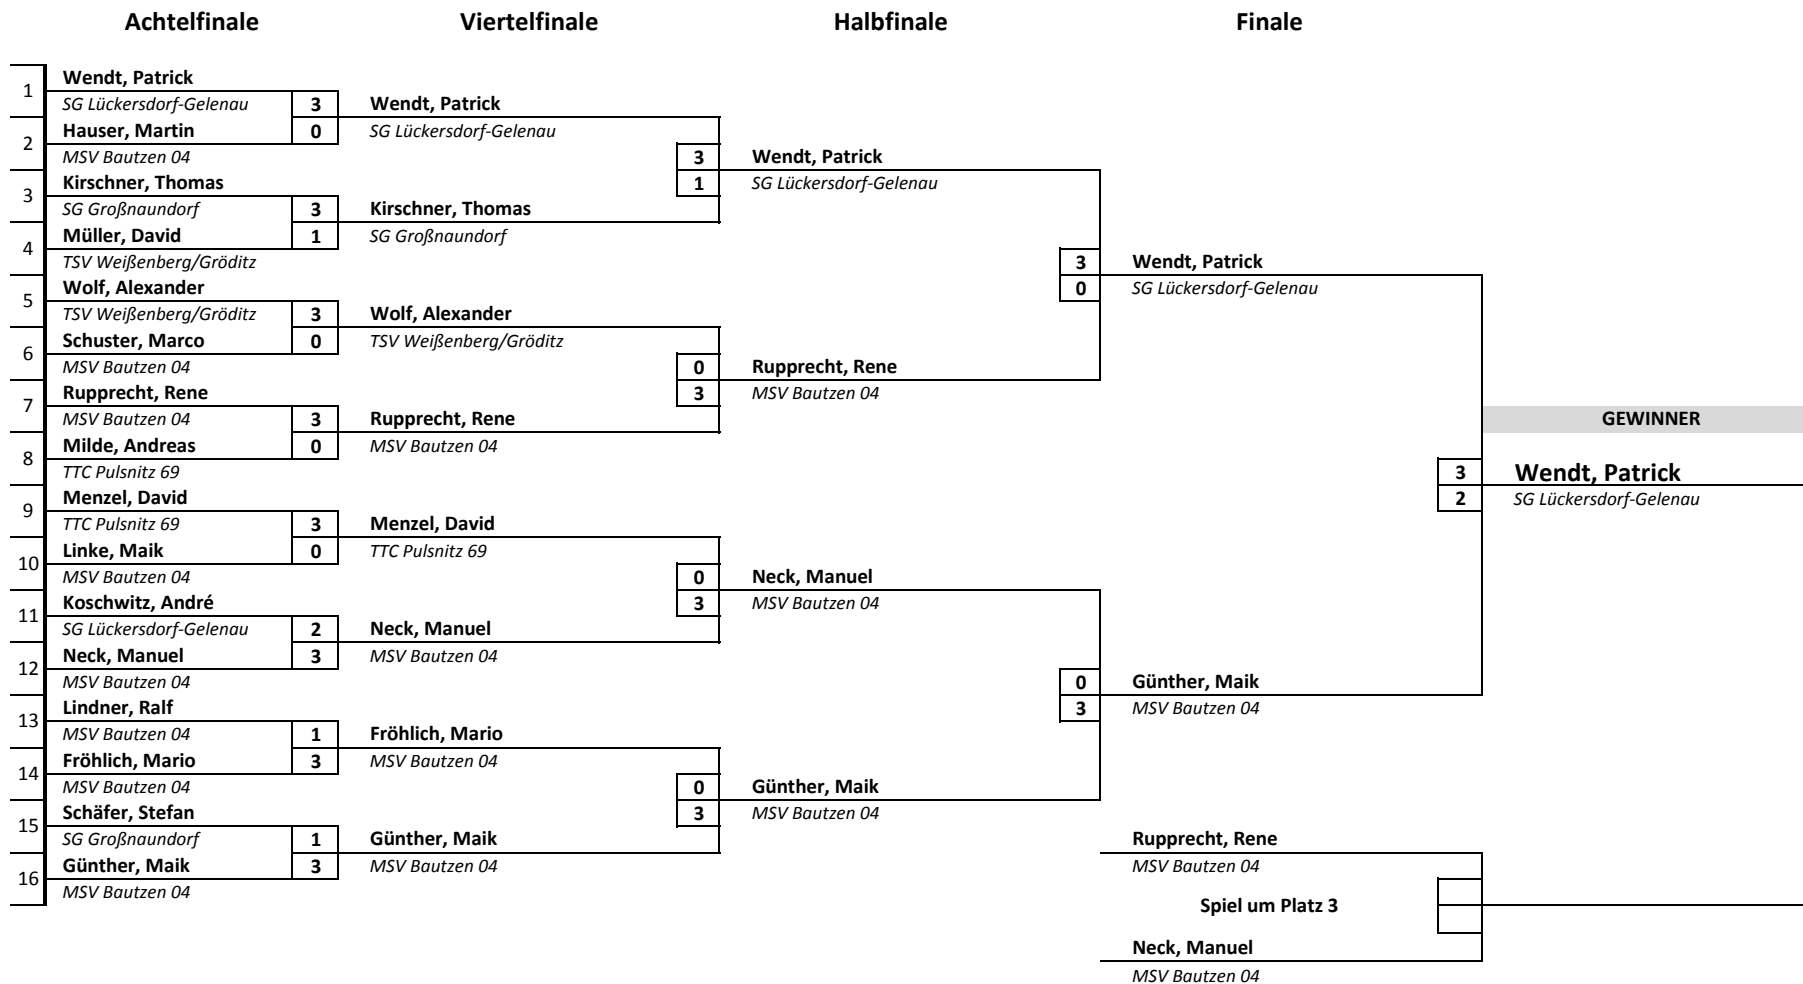 Achtelfinale Viertelfinale Halbfinale Finale
Wendt, Patrick
1
SG Lückersdorf-Gelenau 3 Wendt, Patrick
Hauser, Martin 0 SG Lückersdorf-Gelenau
2
MSV Bautzen 04 3 Wendt, Patrick
Kirschner, Thomas 1 SG Lückersdorf-Gelenau
3
SG Großnaundorf 3 Kirschner, Thomas
Müller, David 1 SG Großnaundorf
4
TSV Weißenberg/Gröditz 3 Wendt, Patrick
Wolf, Alexander 0 SG Lückersdorf-Gelenau
5
TSV Weißenberg/Gröditz 3 Wolf, Alexander
Schuster, Marco 0 TSV Weißenberg/Gröditz
6
MSV Bautzen 04 0 Rupprecht, Rene
Rupprecht, Rene 3 MSV Bautzen 04
7
MSV Bautzen 04 3 Rupprecht, Rene GEWINNER
Milde, Andreas 0 MSV Bautzen 04
8
TTC Pulsnitz 69 3 Wendt, Patrick
Menzel, David 2 SG Lückersdorf-Gelenau
9
TTC Pulsnitz 69 3 Menzel, David
Linke, Maik 0 TTC Pulsnitz 69
10
MSV Bautzen 04 0 Neck, Manuel
Koschwitz, André 3 MSV Bautzen 04
11
SG Lückersdorf-Gelenau 2 Neck, Manuel
Neck, Manuel 3 MSV Bautzen 04
12
MSV Bautzen 04 0 Günther, Maik
Lindner, Ralf 3 MSV Bautzen 04
13
MSV Bautzen 04 1 Fröhlich, Mario
Fröhlich, Mario 3 MSV Bautzen 04
14
MSV Bautzen 04 0 Günther, Maik
Schäfer, Stefan 3 MSV Bautzen 04
15
SG Großnaundorf 1 Günther, Maik Rupprecht, Rene
Günther, Maik 3 MSV Bautzen 04 MSV Bautzen 04
16
MSV Bautzen 04
Spiel um Platz 3
Neck, Manuel
MSV Bautzen 04